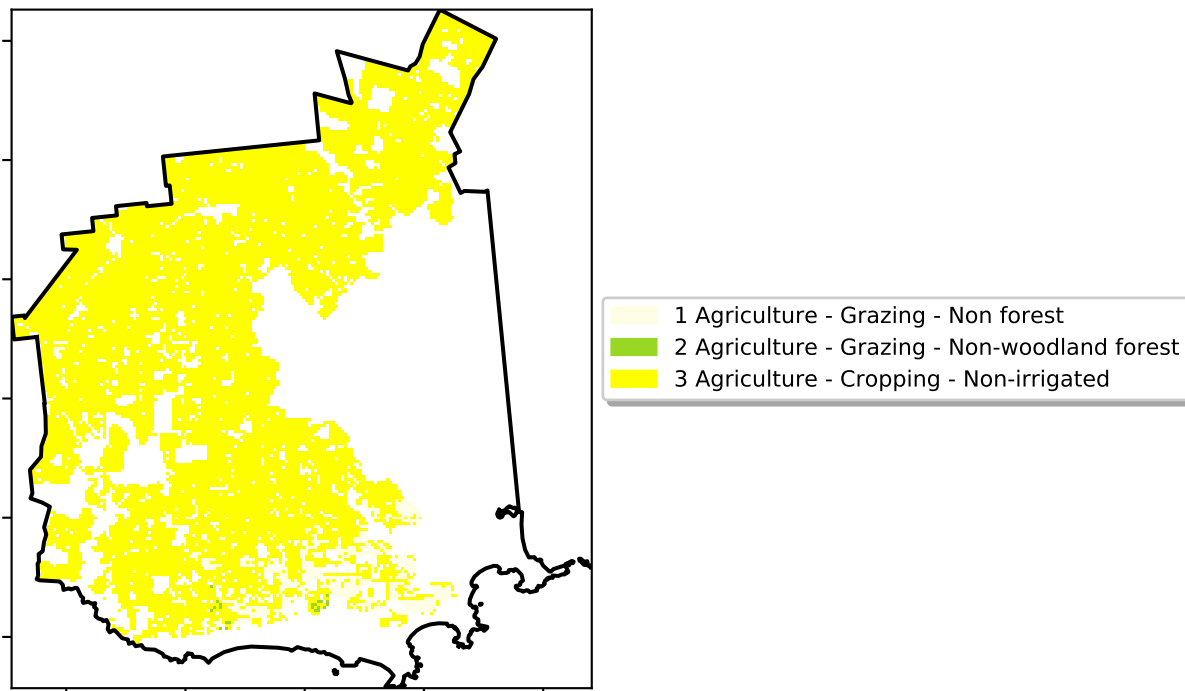 1 Agriculture - Grazing - Non forest
2 Agriculture - Grazing - Non-woodland forest
3 Agriculture - Cropping - Non-irrigated